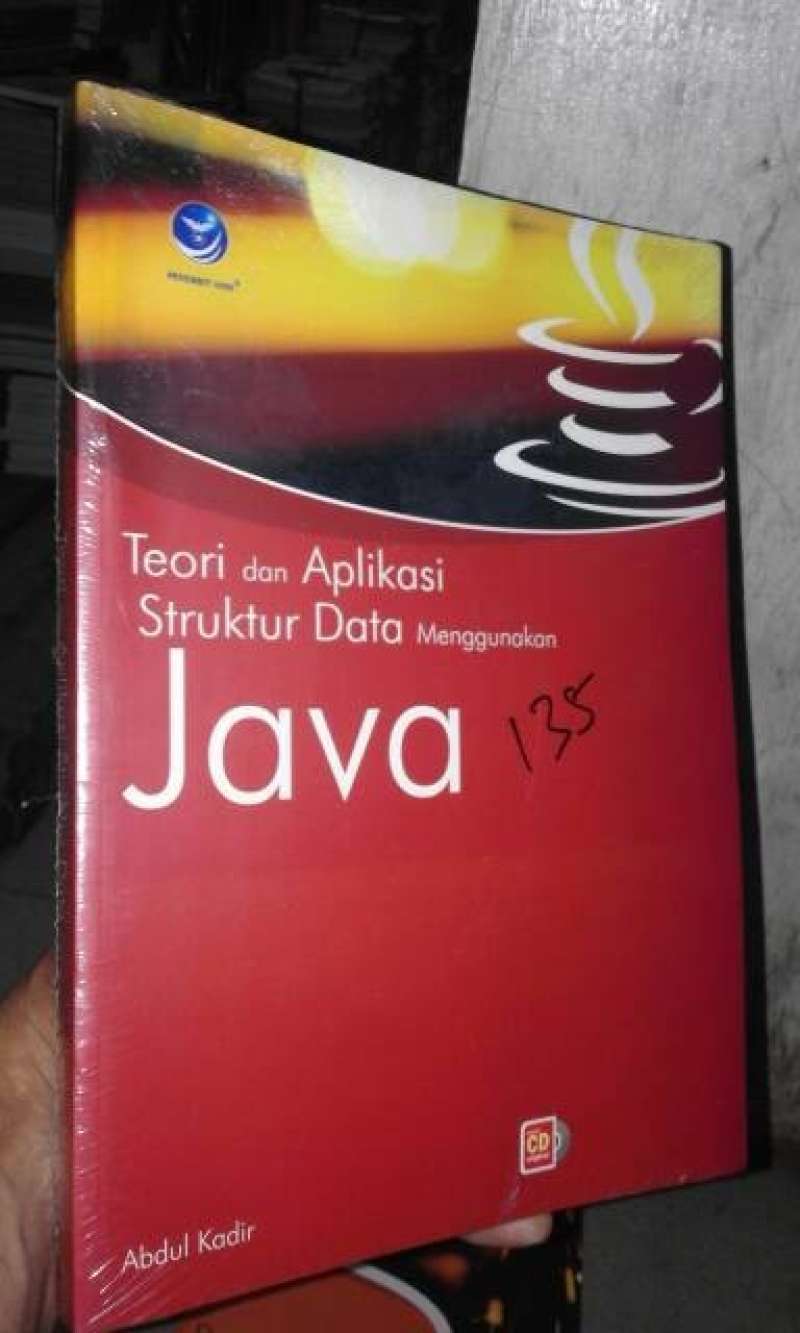 Teori dan Aplikasi
Struktur Data Menggunakan
Java
135
CD
Abdul Kadir